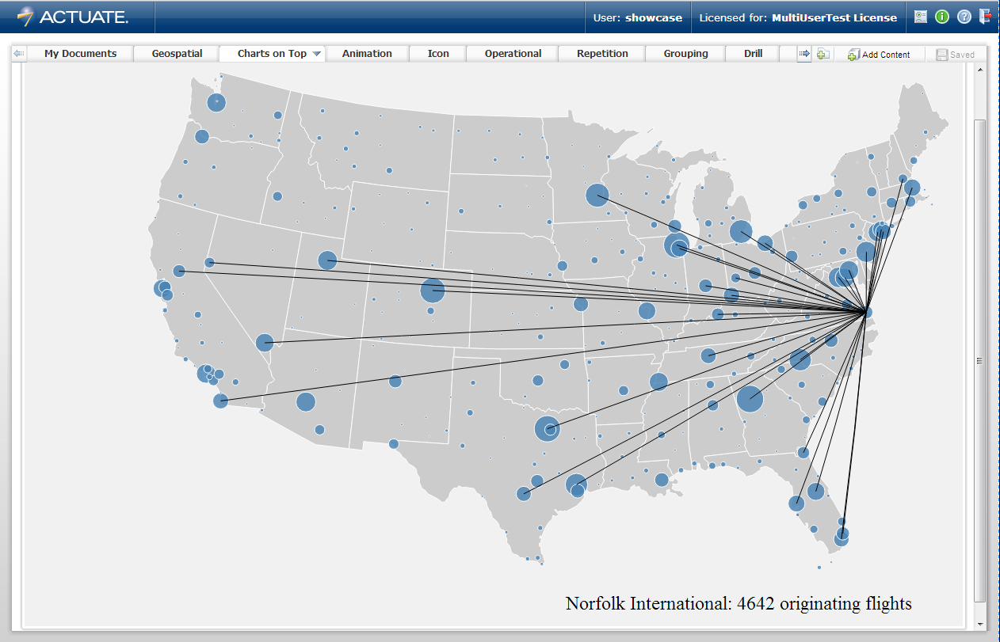 ACTUATE.
User: showcase
Licensed for: MultiUserTest License
My Documents
Geospatial
Charts on Top
Animation
Icon
Operational
Repetition
Grouping
Drill
Add Content
Saved
Norfolk International: 4642 originating flights